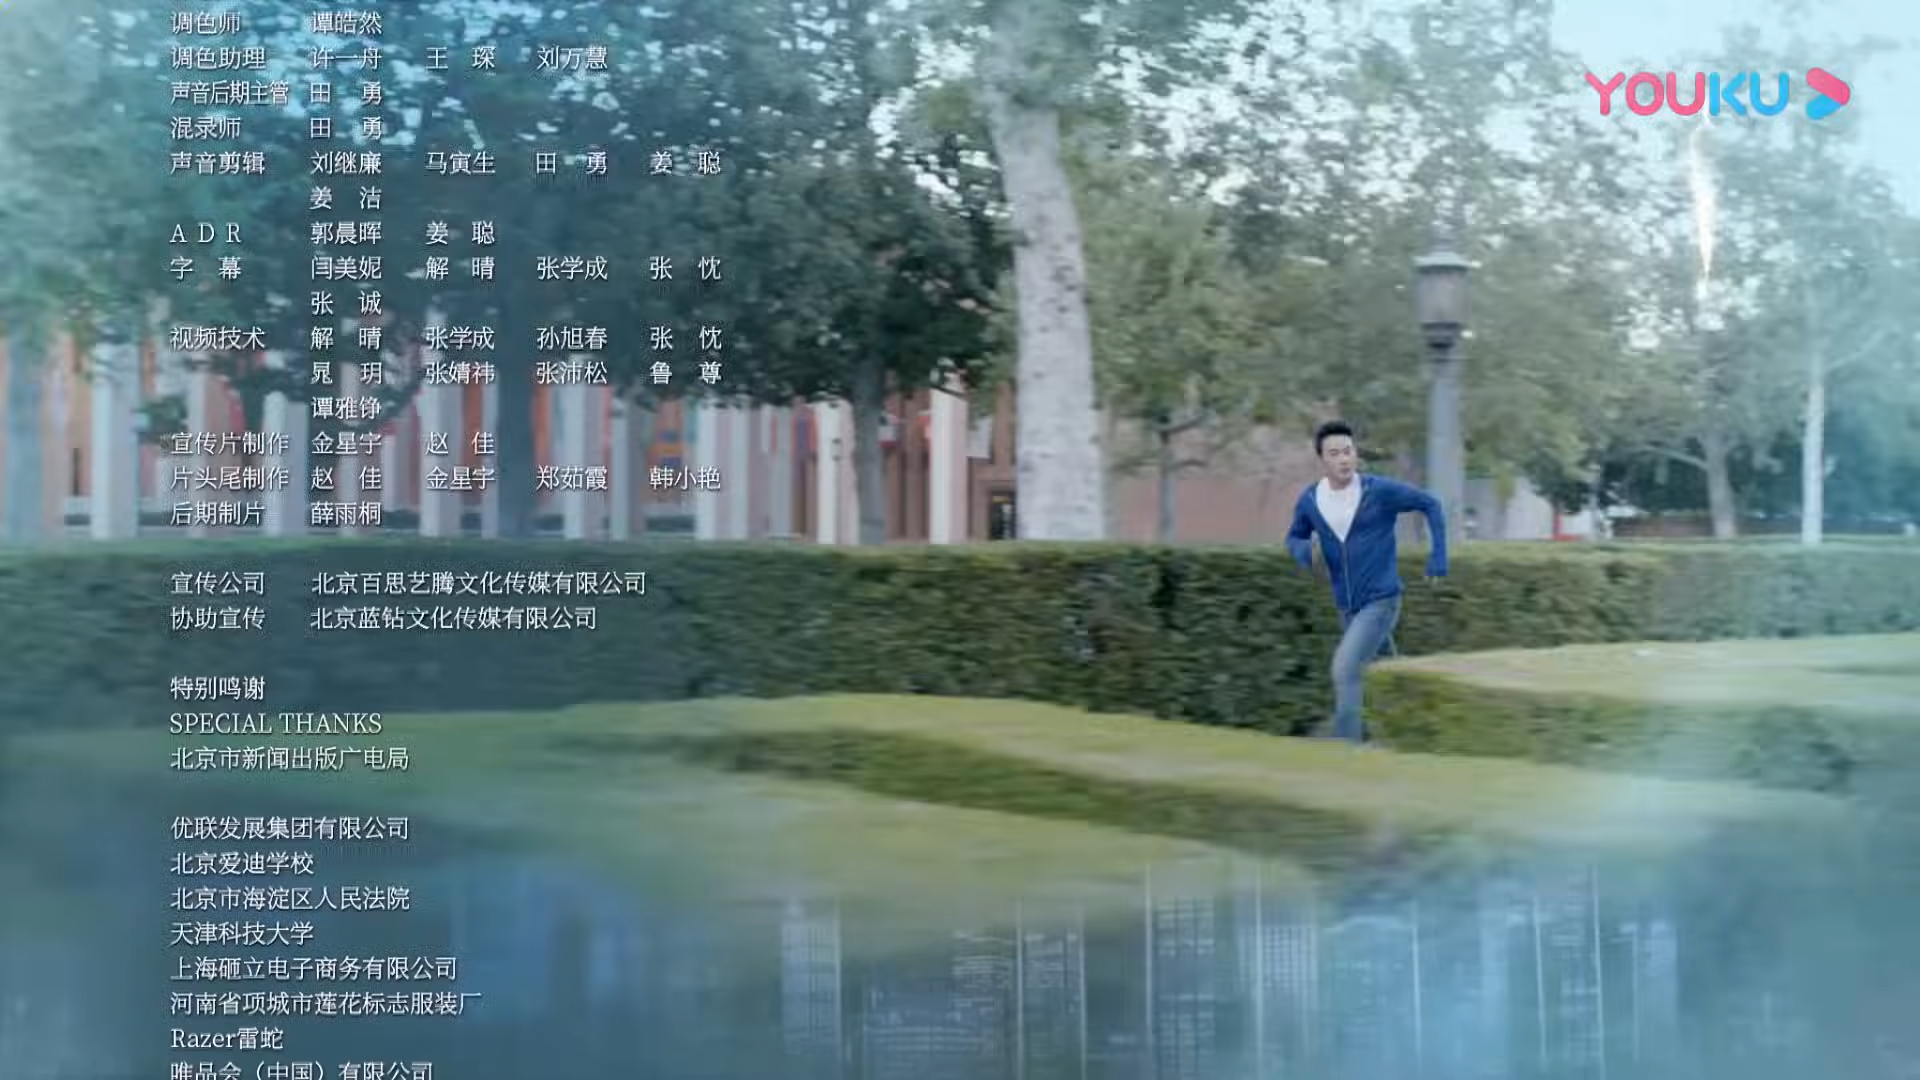 调色师 谭皓然
YOUKU
调色助理 许一舟 王 琛 刘万慧
声音后期主管 田 勇
混录师 田 勇
声音剪辑 刘继廉 马寅生 田 勇 姜 聪
姜 洁
A D R 郭晨晖 姜 聪
字 幕 闫美妮 解 晴 张学成 张 忱
张 诚
视频技术 解 晴 张学成 孙旭春 张 忱
晁 玥 张婧祎 张沛松 鲁 尊
谭雅铮
宣传片制作 金星宇 赵 佳
片头尾制作 赵 佳 金星宇 郑茹霞 韩小艳
后期制片 薛雨桐
宣传公司 北京百思艺腾文化传媒有限公司
协助宣传 北京蓝钻文化传媒有限公司
特别鸣谢
SPECIAL THANKS
北京市新闻出版广电局
优联发展集团有限公司
北京爱迪学校
北京市海淀区人民法院
天津科技大学
上海砸立电子商务有限公司
河南省项城市莲花标志服装厂
Razer雷蛇
唯品会（中国）有限公司